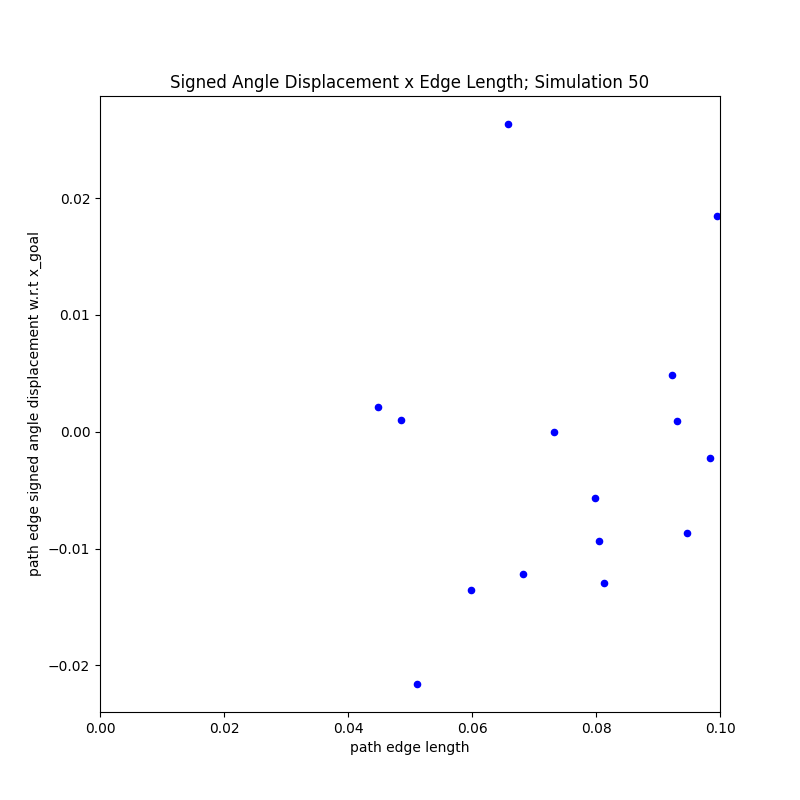 Signed Angle Displacement x Edge Length; Simulation 50
path edge signed angle displacement w.r.t x_goal
0.02
0.01
0.00
−0.01
−0.02
0.00 0.02 0.04 0.06 0.08 0.10
path edge length